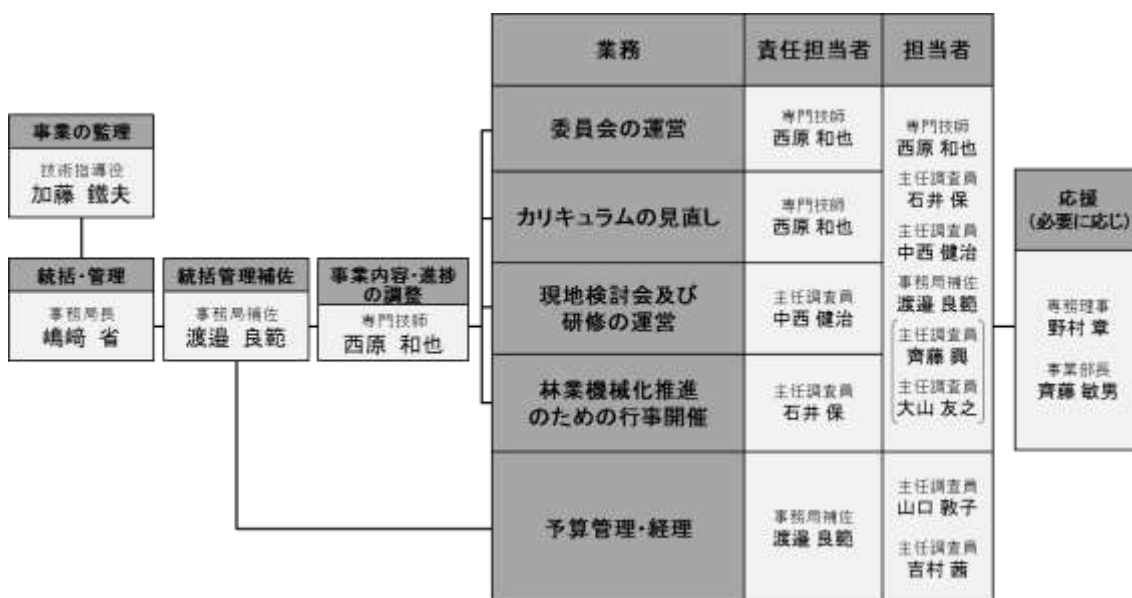 事業の監理
技術指導役
加藤 鐵夫
統括・管理
事務局長
嶋﨑 省
統括管理補佐
事務局補佐
渡邉 良範
事業内容・進捗
の調整
専門技師
西原 和也
業務
責任担当者
担当者
委員会の運営
専門技師
西原 和也
カリキュラムの見直し
専門技師
西原 和也
現地検討会及び
研修の運営
主任調査員
中西 健治
林業機械化推進
のための行事開催
主任調査員
石井 保
専門技師
西原 和也
主任調査員
石井 保
主任調査員
中西 健治
事務局補佐
渡邉 良範
主任調査員
齊藤 興
主任調査員
大山 友之
予算管理・経理
事務局補佐
渡邉 良範
主任調査員
山口 敦子
主任調査員
吉村 茜
応援
(必要に応じ)
専務理事
野村 章
事業部長
齊藤 敏男